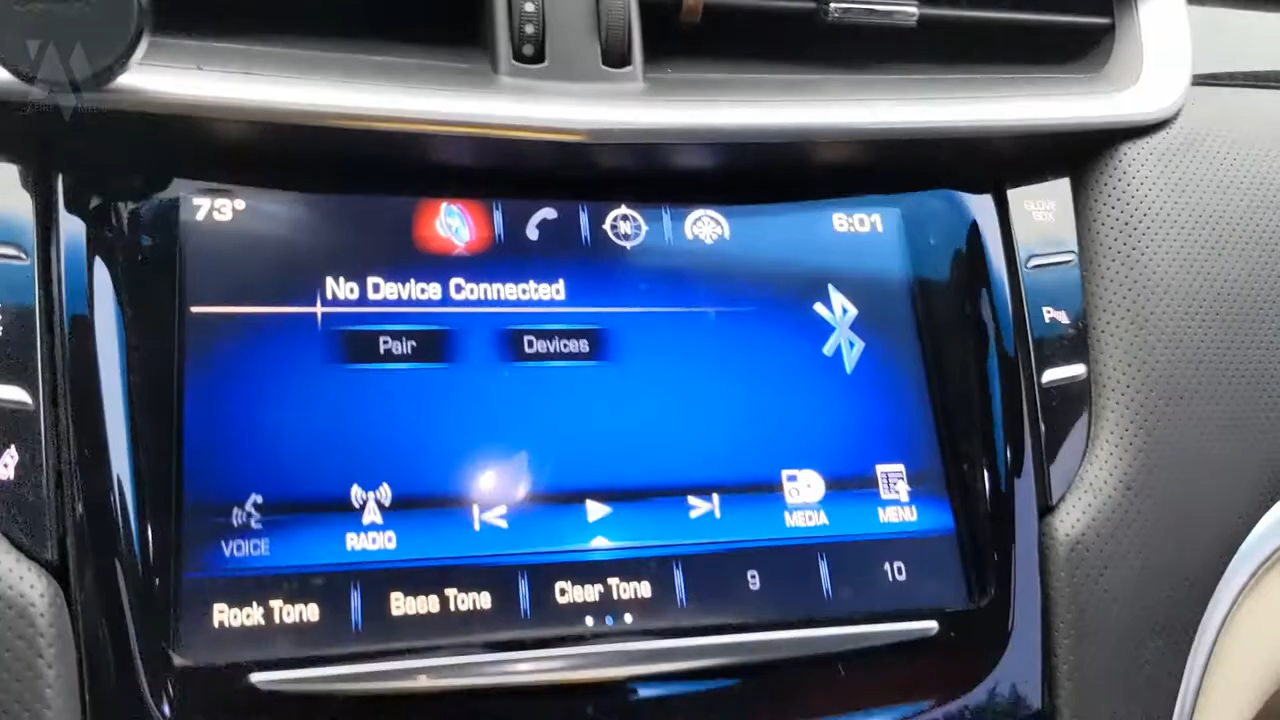 73°
N
6:01
GLOVE
BOX
No Device Connected
Pair
Devices
VOICE
RADIO
MEDIA
MENU
Rock Tone
Bass Tone
Clear Tone
9
10